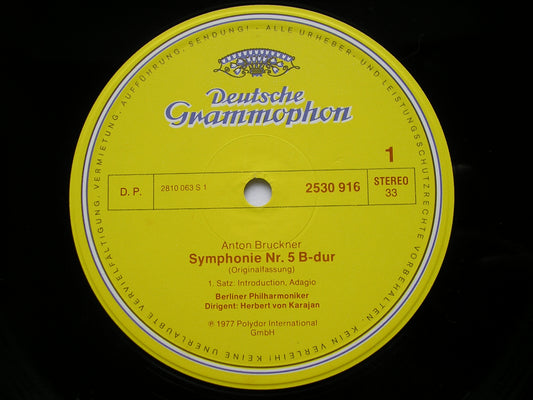 Deutsche
Grammophon
1
D. P.
2810 063 S 1
2530 916
STEREO
33
Anton Bruckner
Symphonie Nr. 5 B-dur
(Originalfassung)
1. Satz: Introduction, Adagio
Berliner Philharmoniker
Dirigent: Herbert von Karajan
℗ 1977 Polydor International
GmbH
ALLE URHEBER- UND LEISTUNGSSCHUTZRECHTE VORBEHALTEN. KEIN VERLEIH! KEINE UNERLAUBTE VERVIELFÄLTIGUNG, VERMIETUNG, AUFFÜHRUNG, SENDUNG! -